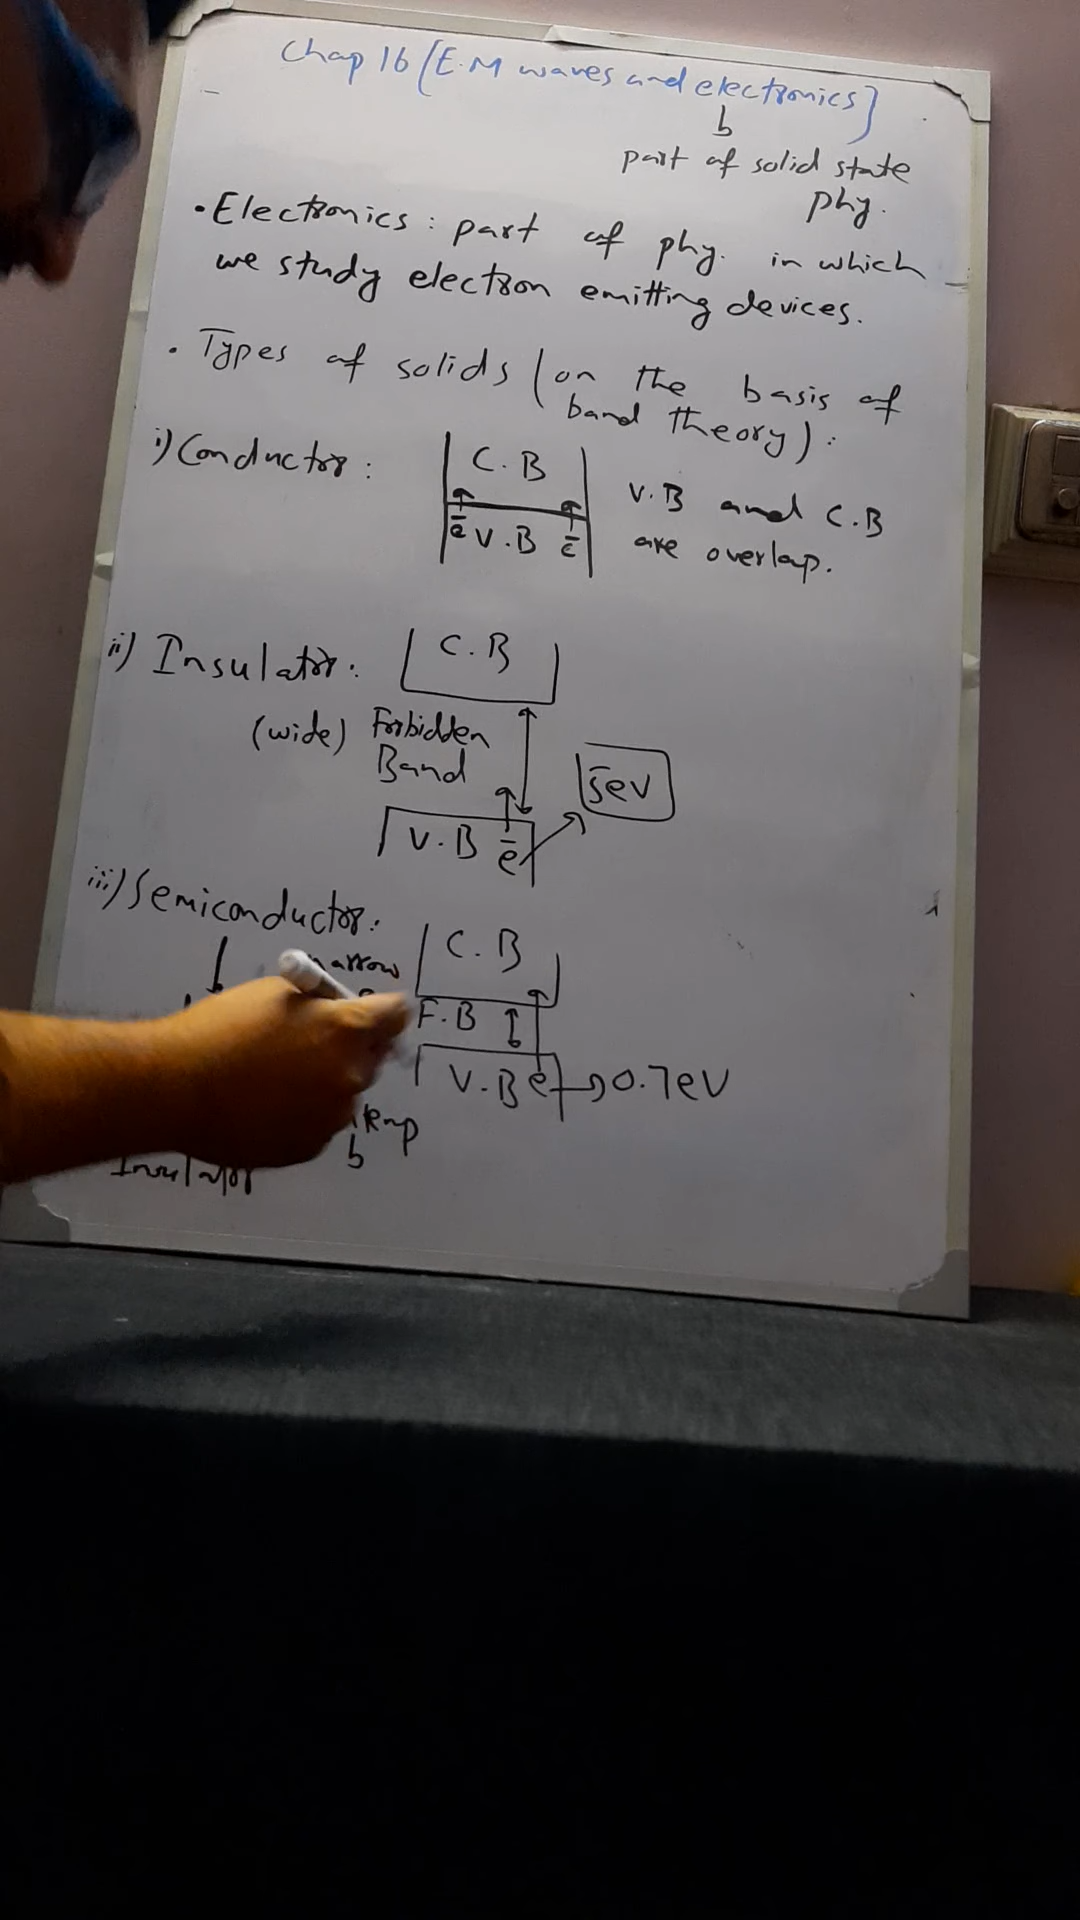 Chap 16 (E.M waves and electronics)
part of solid state
phy.
• Electronics: part of phy. in which
we study electron emitting devices.
• Types of solids (on the basis of
band theory):
i) Conductor:
C.B
e V.B e
V.B and C.B
are overlap.
ii) Insulator:
C.B
(wide) Forbidden
Band
5ev
V.B e
iii) Semiconductor:
C.B
narrow
F.B
V.B e → 0.7eV
Insulator